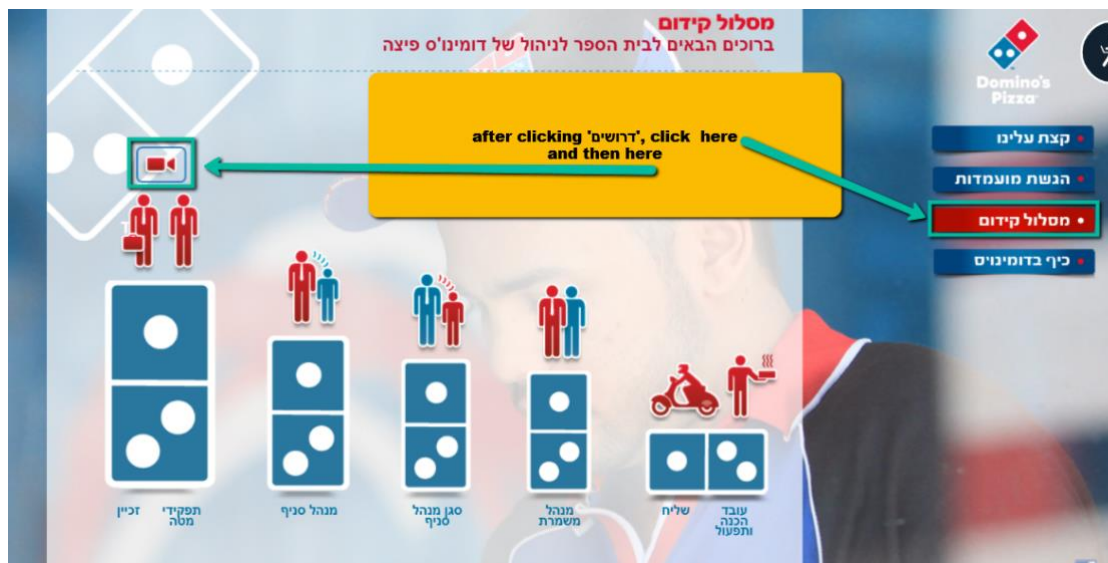 מסלול קידום
ברוכים הבאים לבית הספר לניהול של דומינו'ס פיצה
Domino's
Pizza
after clicking 'דרושים', click here
and then here
קצת עלינו
הגשת מועמדות
מסלול קידום
כיף בדומינוס
עובד
הכנה
ותפעול
שליח
מנהל
משמרת
סגן מנהל
סניף
מנהל סניף
תפקידי
מטה
זכיין